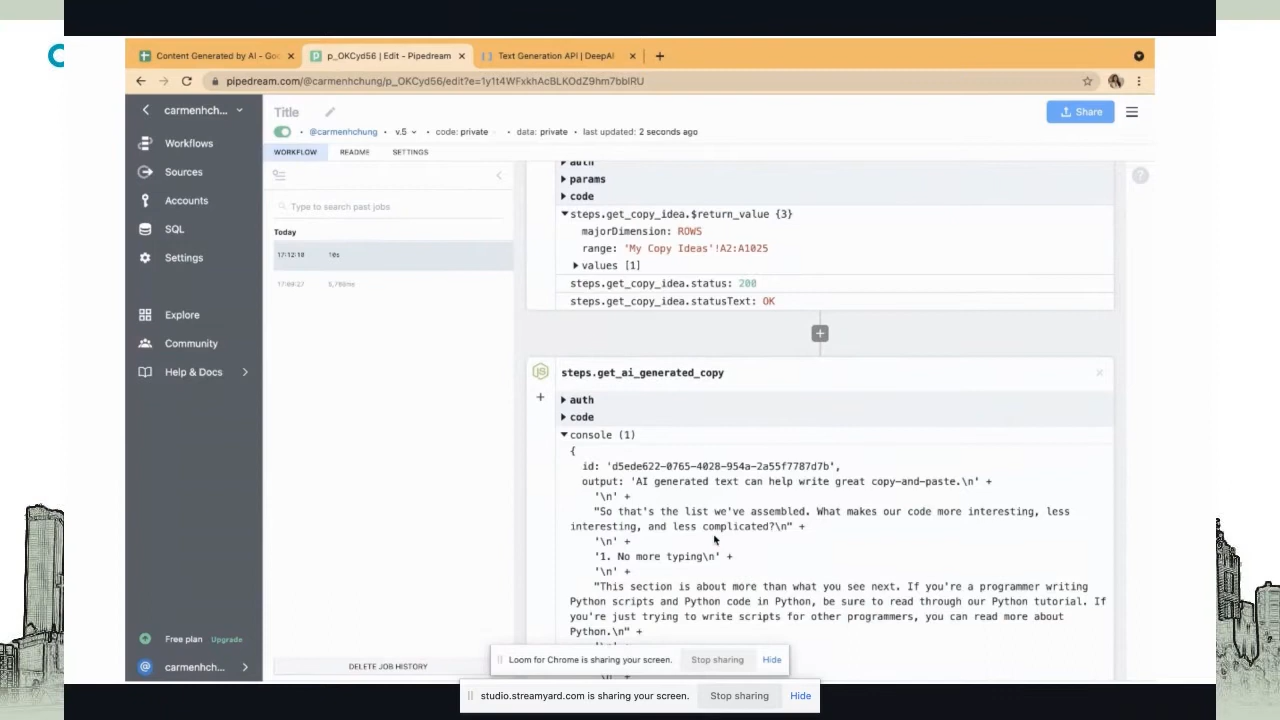 Content Generated by AI - Goo
p_OKCyd56 | Edit - Pipedream
Text Generation API | DeepAI
pipedream.com/@carmenhchung/p_OKCyd56/edit?e=1y1t4WFxkhAcBLKOdZ9hm7bbIRU
carmenhch...
Workflows
Sources
Accounts
SQL
Settings
Explore
Community
Help & Docs
Free plan Upgrade
carmenhch...
Title
Share
• @carmenhchung • v.5 • code: private • data: private • last updated: 2 seconds ago
WORKFLOW README SETTINGS
Type to search past jobs
Today
17:12:18 10s
DELETE JOB HISTORY
auth
params
code
steps.get_copy_idea.$return_value {3}
majorDimension: ROWS
range: 'My Copy Ideas'!A2:A1025
values [1]
steps.get_copy_idea.status: 200
steps.get_copy_idea.statusText: OK
JS
steps.get_ai_generated_copy
auth
code
console (1)
{
id: 'd5ede622-0765-4028-954a-2a55f7787d7b',
output: 'AI generated text can help write great copy-and-paste.\n' +
'\n' +
"So that's the list we've assembled. What makes our code more interesting, less
interesting, and less complicated?\n" +
'\n' +
'1. No more typing\n' +
'\n' +
"This section is about more than what you see next. If you're a programmer writing
Python scripts and Python code in Python, be sure to read through our Python tutorial. If
you're just trying to write scripts for other programmers, you can read more about
Python.\n" +
Loom for Chrome is sharing your screen. Stop sharing Hide
studio.streamyard.com is sharing your screen. Stop sharing Hide